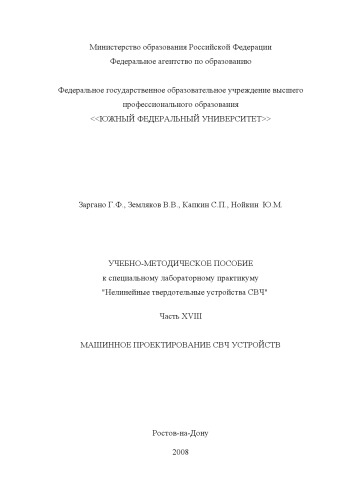 Министерство образования Российской Федерации
Федеральное агентство по образованию
Федеральное государственное образовательное учреждение высшего
профессионального образования
<<ЮЖНЫЙ ФЕДЕРАЛЬНЫЙ УНИВЕРСИТЕТ>>
Заргано Г.Ф., Земляков В.В., Капкин С.П., Нойкин Ю.М.
УЧЕБНО-МЕТОДИЧЕСКОЕ ПОСОБИЕ
к специальному лабораторному практикуму
"Нелинейные твердотельные устройства СВЧ"
Часть XVIII
МАШИННОЕ ПРОЕКТИРОВАНИЕ СВЧ УСТРОЙСТВ
Ростов-на-Дону
2008